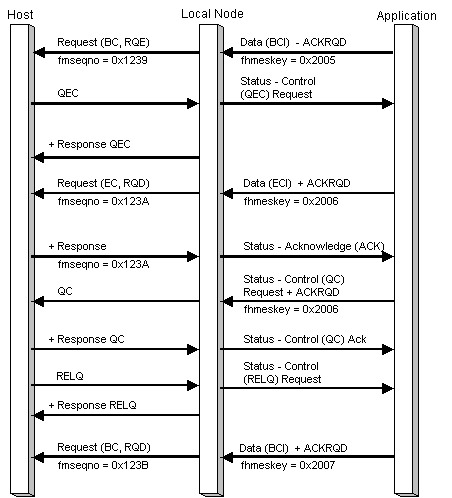 Host
Local Node
Application
Request (BC, RQE)
fmseqno = 0x1239
Data (BCI) - ACKRQD
fhmeskey = 0x2005
QEC
Status - Control
(QEC) Request
+ Response QEC
Request (EC, RQD)
fmseqno = 0x123A
Data (ECI) + ACKRQD
fhmeskey = 0x2006
+ Response
fmseqno = 0x123A
Status - Acknowledge (ACK)
QC
Status - Control (QC)
Request + ACKRQD
fhmeskey = 0x2006
+ Response QC
Status - Control (QC) Ack
RELQ
Status - Control
(RELQ) Request
+ Response RELQ
Request (BC, RQD)
fmseqno = 0x123B
Data (BCI) + ACKRQD
fhmeskey = 0x2007